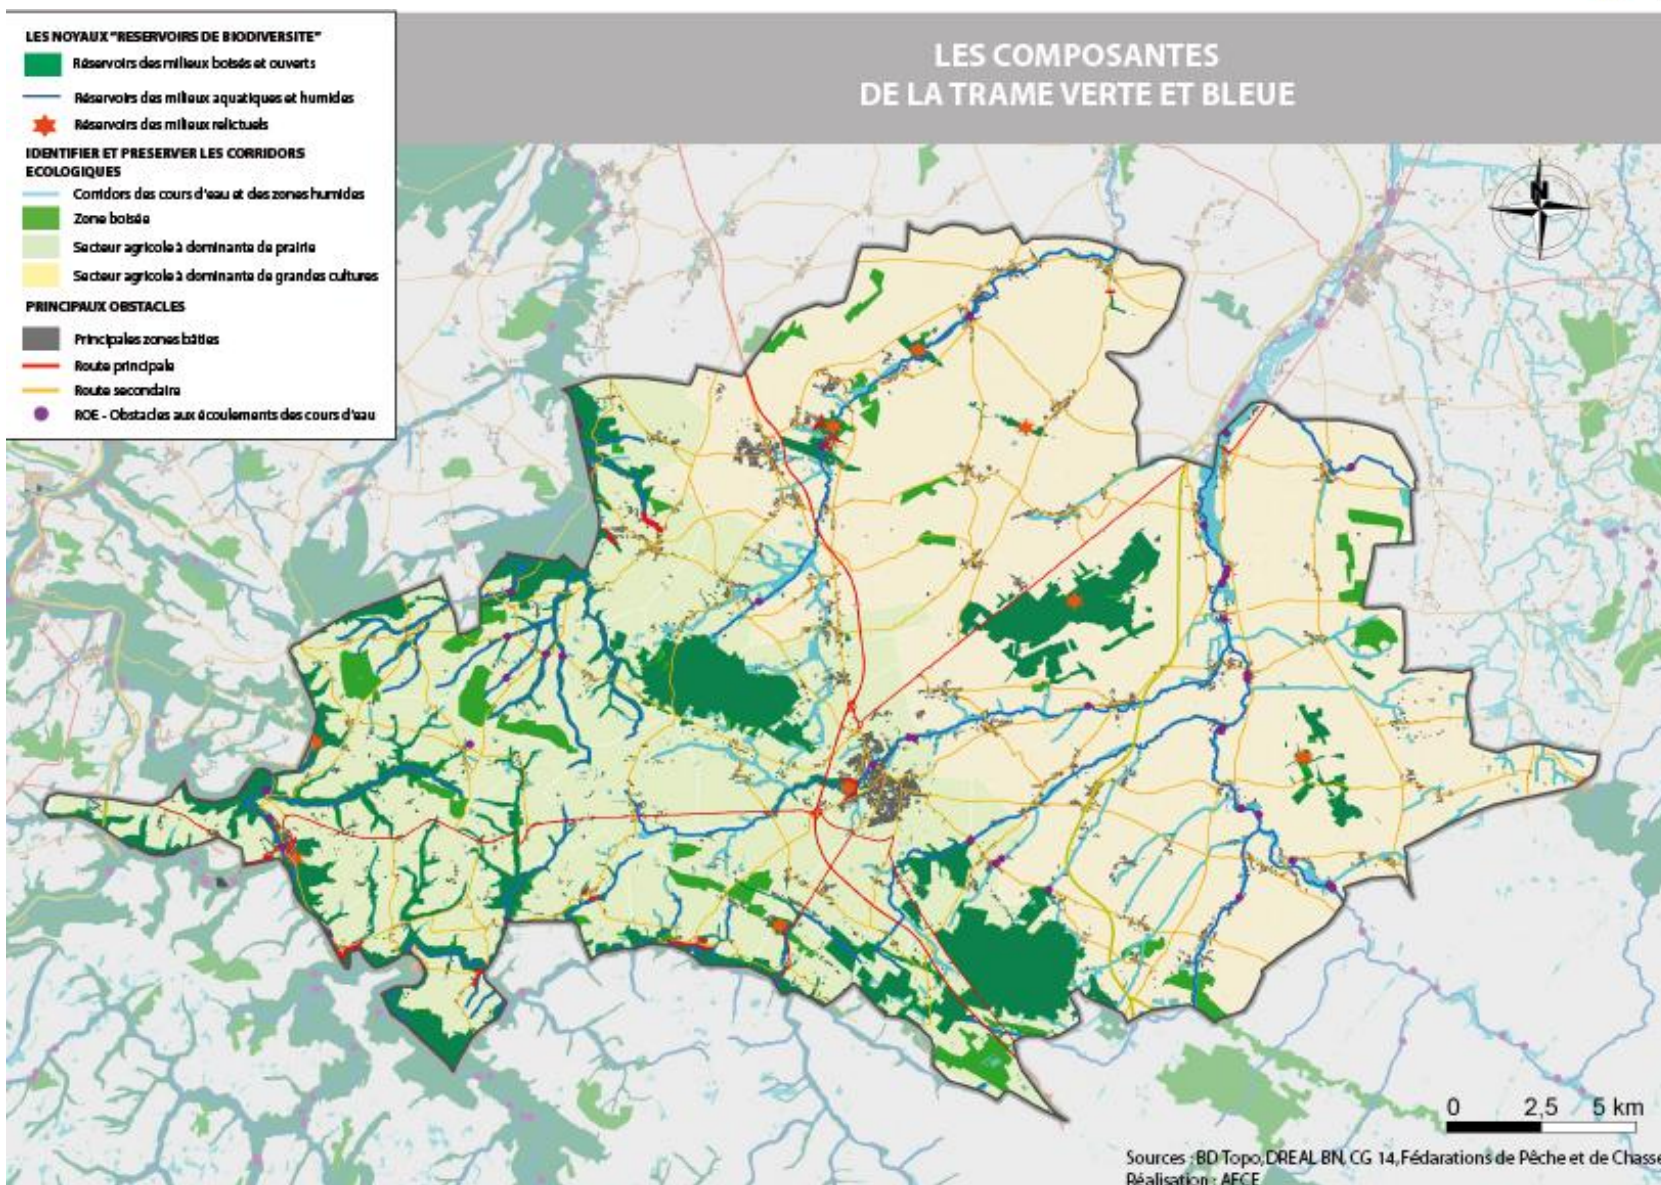 LES NOYAUX "RESERVOIRS DE BIODIVERSITE"
Réservoirs des milieux boisés et ouverts
Réservoirs des milieux aquatiques et humides
Réservoirs des milieux relictuels
IDENTIFIER ET PRESERVER LES CORRIDORS
ECOLOGIQUES
Corridors des cours d'eau et des zones humides
Zone boisée
Secteur agricole à dominante de prairie
Secteur agricole à dominante de grandes cultures
PRINCIPAUX OBSTACLES
Principales zones bâties
Route principale
Route secondaire
ROE - Obstacles aux écoulements des cours d'eau
LES COMPOSANTES
DE LA TRAME VERTE ET BLEUE
N
0 2,5 5 km
Sources : BD Topo, DREAL BN, CG 14, Fédarations de Pêche et de Chasse
Réalisation : AFCE